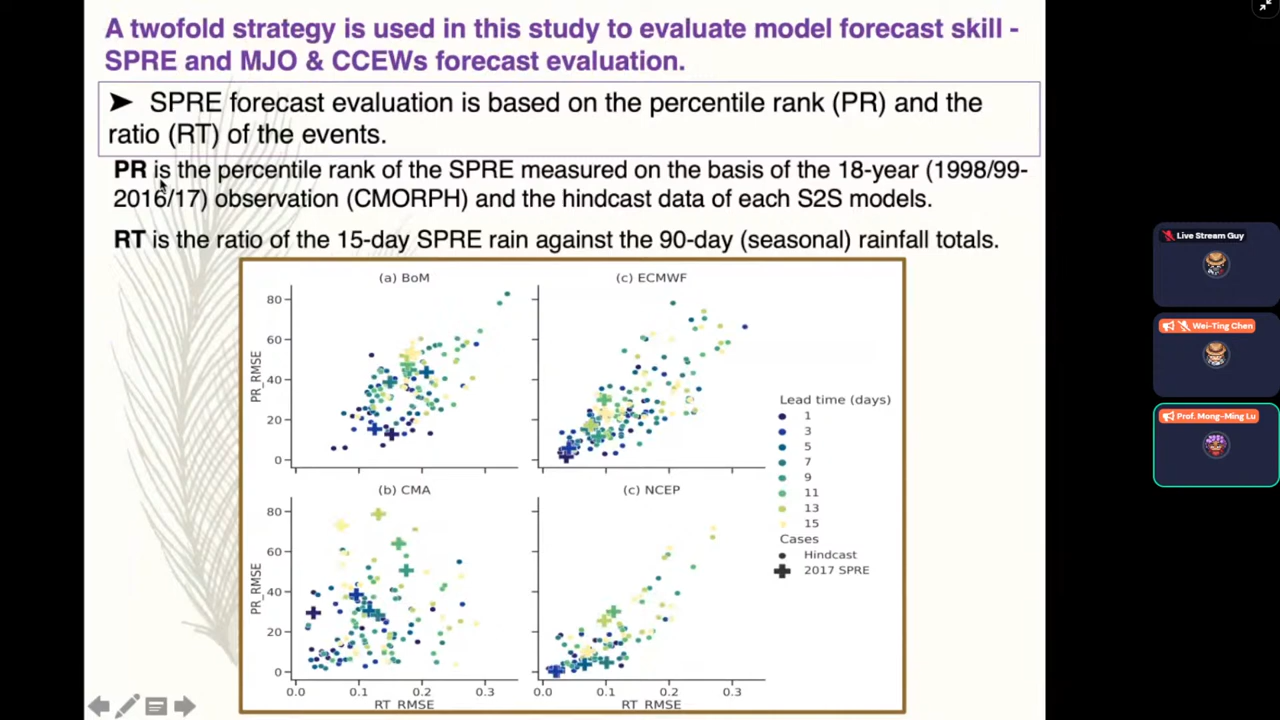 A twofold strategy is used in this study to evaluate model forecast skill -
SPRE and MJO & CCEWs forecast evaluation.
➤ SPRE forecast evaluation is based on the percentile rank (PR) and the
ratio (RT) of the events.
PR is the percentile rank of the SPRE measured on the basis of the 18-year (1998/99-
2016/17) observation (CMORPH) and the hindcast data of each S2S models.
RT is the ratio of the 15-day SPRE rain against the 90-day (seasonal) rainfall totals.
(a) BoM
(c) ECMWF
80
60
40
20
0
PR_RMSE
(b) CMA
(c) NCEP
80
60
40
20
0
PR_RMSE
0.0 0.1 0.2 0.3
RT_RMSE
0.0 0.1 0.2 0.3
RT_RMSE
Lead time (days)
1
3
5
7
9
11
13
15
Cases
Hindcast
2017 SPRE
Live Stream Guy
Wei-Ting Chen
Prof. Mong-Ming Lu